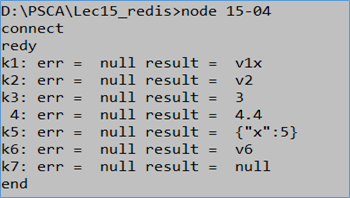 D:\PSCA\Lec15_redis>node 15-04
connect
redy
k1: err =  null result =  v1x
k2: err =  null result =  v2
k3: err =  null result =  3
 4: err =  null result =  4.4
k5: err =  null result =  {"x":5}
k6: err =  null result =  v6
k7: err =  null result =  null
end